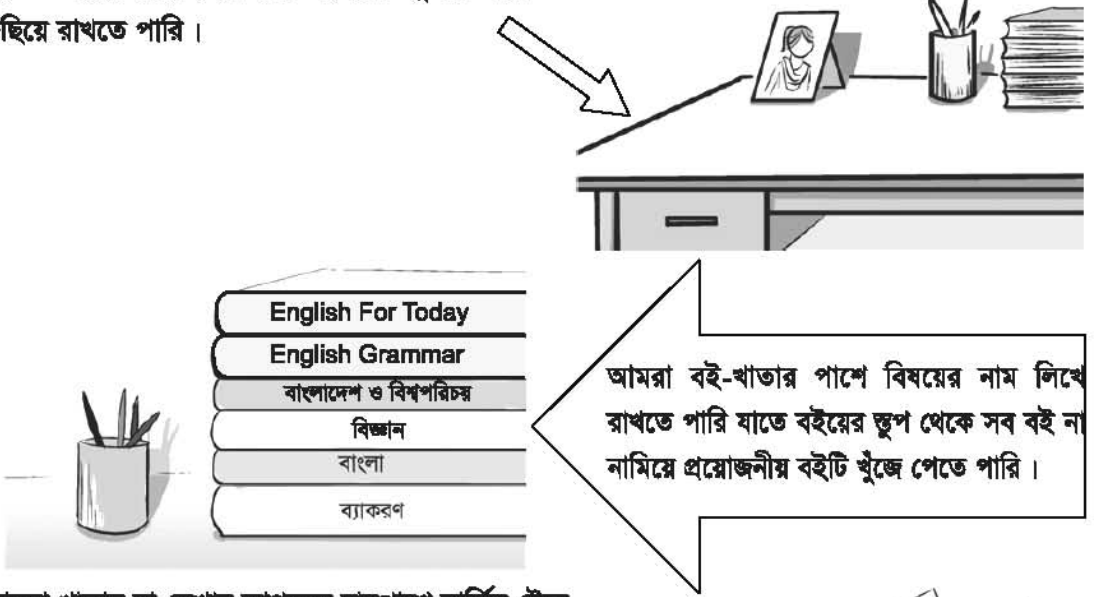 রাখতে পারি।
English For Today
English Grammar
বাংলাদেশ ও বিশ্বপরিচয়
বিজ্ঞান
বাংলা
ব্যাকরণ
আমরা বই-খাতার পাশে বিষয়ের নাম লিখে
রাখতে পারি যাতে বইয়ের স্তুপ থেকে সব বই না
নামিয়ে প্রয়োজনীয় বইটি খুঁজে পেতে পারি।